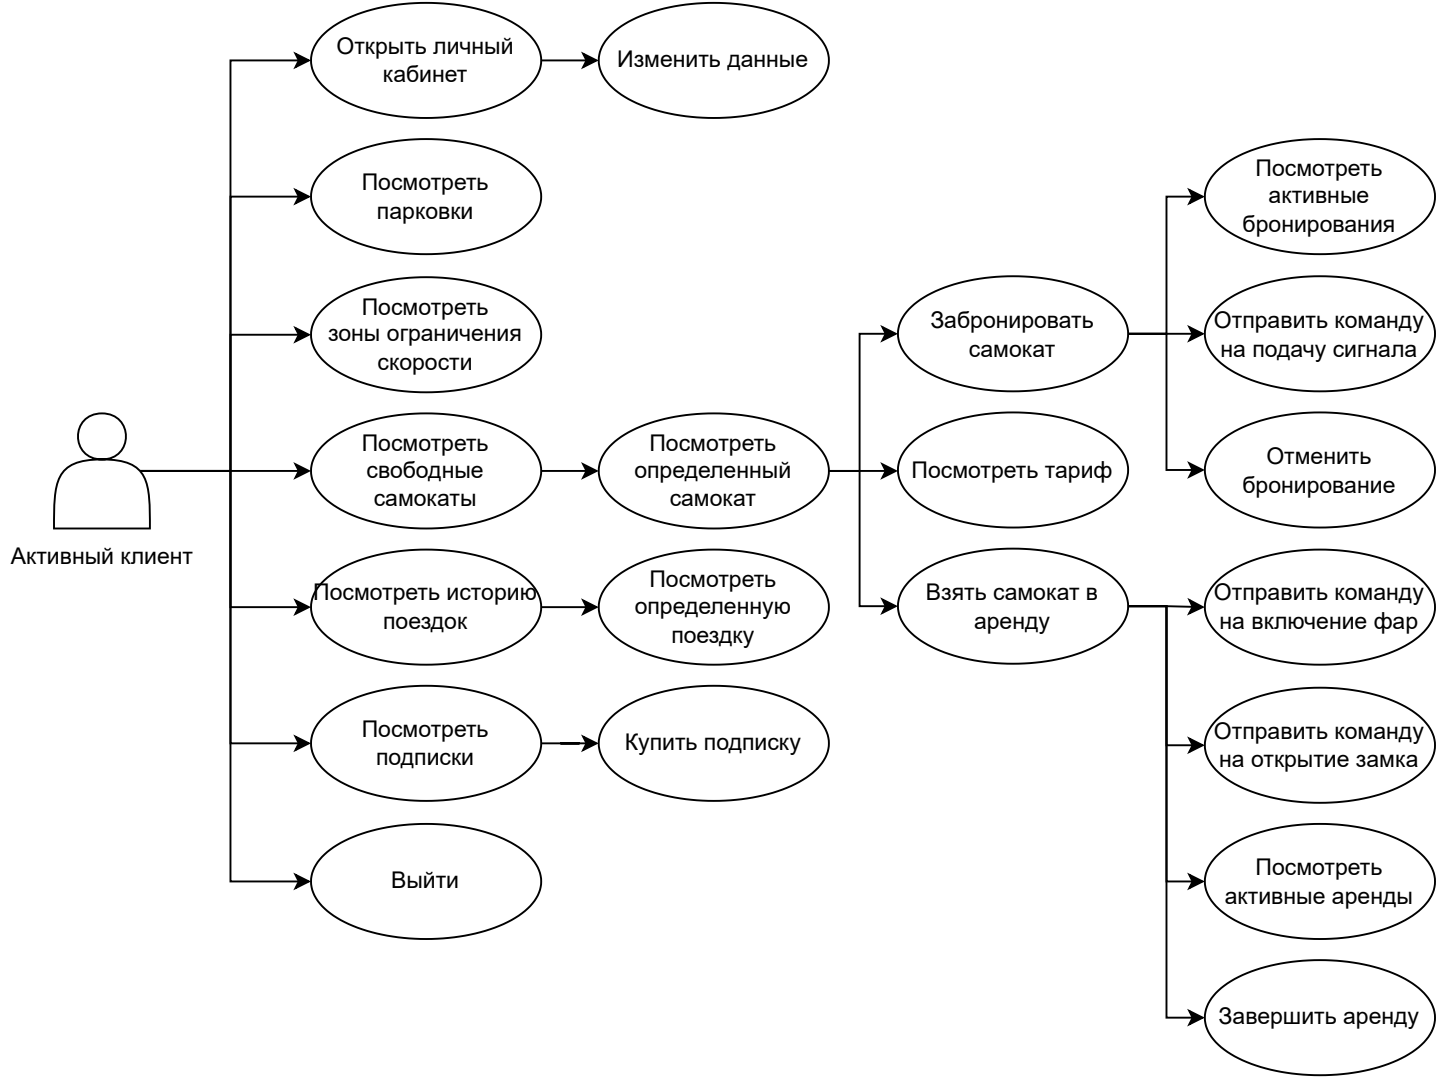 Открыть личный
кабинет
Изменить данные
Посмотреть
парковки
Посмотреть
активные
бронирования
Посмотреть
зоны ограничения
скорости
Забронировать
самокат
Отправить команду
на подачу сигнала
Активный клиент
Посмотреть
свободные
самокаты
Посмотреть
определенный
самокат
Посмотреть тариф
Отменить
бронирование
Посмотреть историю
поездок
Посмотреть
определенную
поездку
Взять самокат в
аренду
Отправить команду
на включение фар
Посмотреть
подписки
Купить подписку
Отправить команду
на открытие замка
Выйти
Посмотреть
активные аренды
Завершить аренду